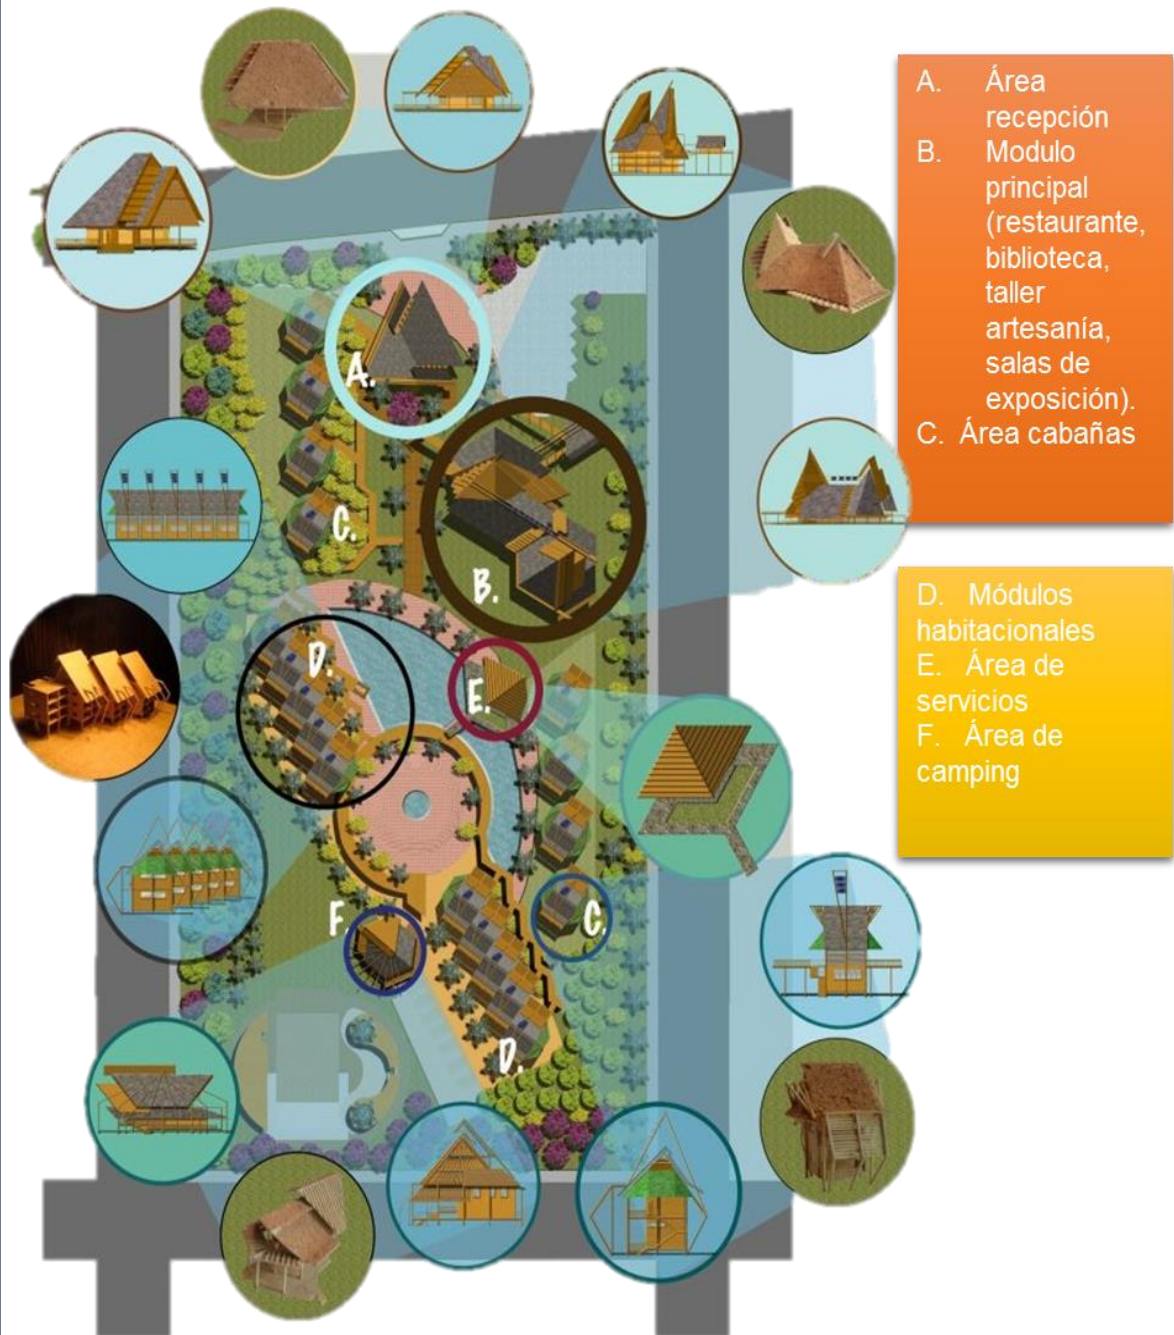 A. Área
recepción
B. Modulo
principal
(restaurante,
biblioteca,
taller
artesanía,
salas de
exposición).
C. Área cabañas
D. Módulos
habitacionales
E. Área de
servicios
F. Área de
camping
A.
C.
B.
D.
E.
F.
C.
D.